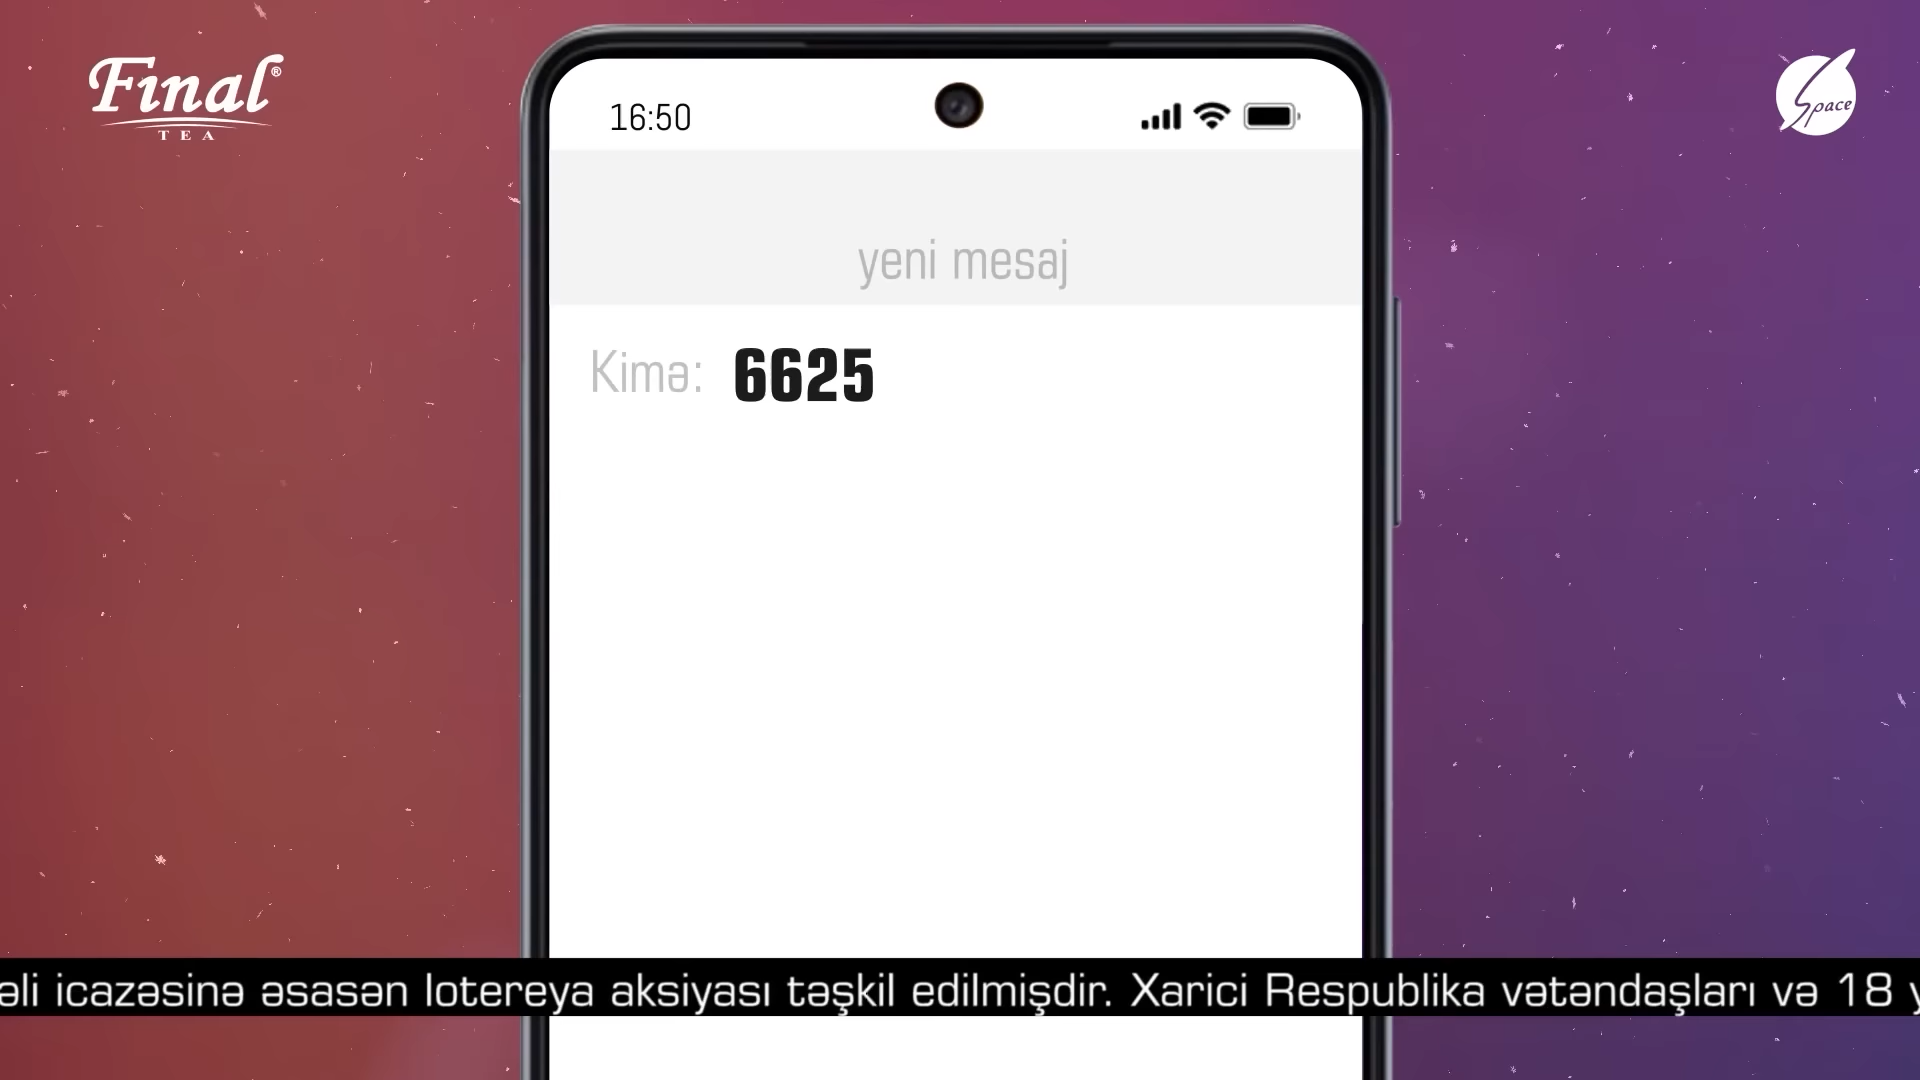 Final®
TEA
Space
16:50
yeni mesaj
Kimə: 6625
əli icazəsinə əsasən lotereya aksiyası təşkil edilmişdir. Xarici Respublika vətəndaşları və 18